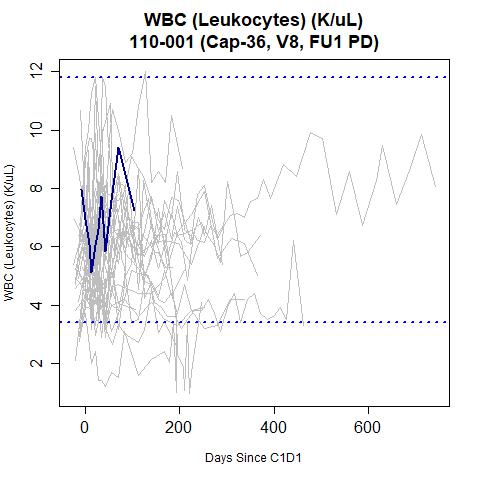 WBC (Leukocytes) (K/uL)
110-001 (Cap-36, V8, FU1 PD)
WBC (Leukocytes) (K/uL)
12
10
8
6
4
2
0 200 400 600
Days Since C1D1